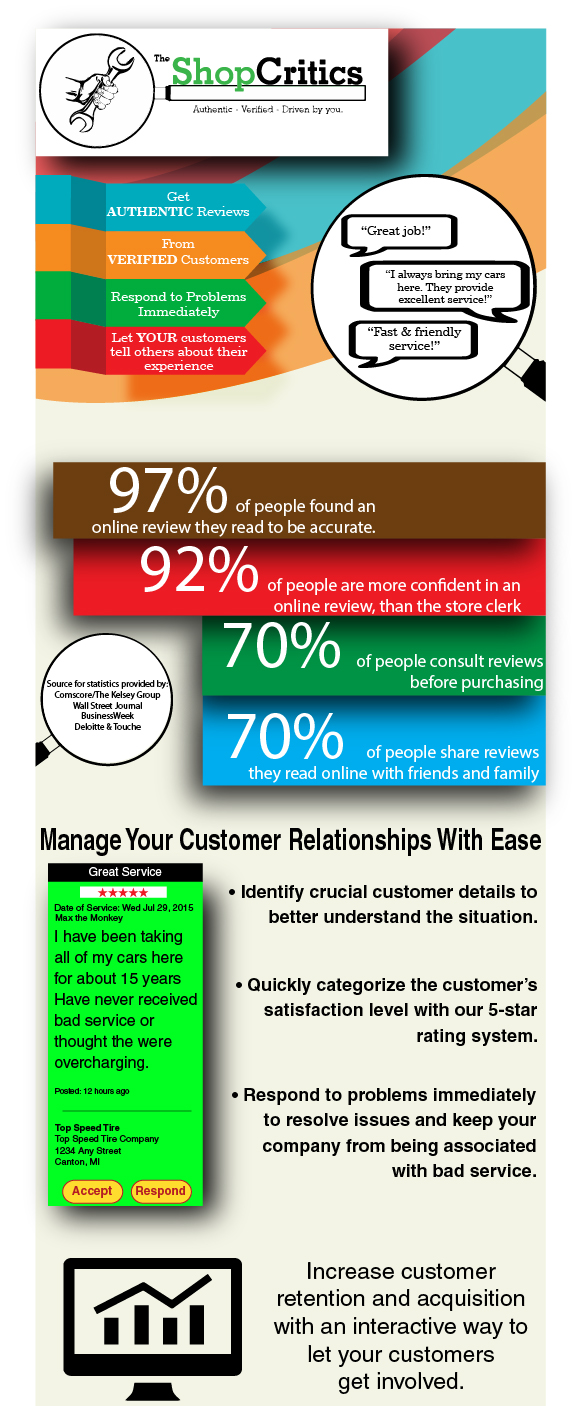 The ShopCritics
Authentic - Verified - Driven by you.
Get
AUTHENTIC Reviews
From
VERIFIED Customers
Respond to Problems
Immediately
Let YOUR customers
tell others about their
experience
“Great job!”
“I always bring my cars
here. They provide
excellent service!”
“Fast & friendly
service!”
97% of people found an
online review they read to be accurate.
92% of people are more confident in an
online review, than the store clerk
70% of people consult reviews
before purchasing
70% of people share reviews
they read online with friends and family
Source for statistics provided by:
Comscore/The Kelsey Group
Wall Street Journal
BusinessWeek
Deloitte & Touche
Manage Your Customer Relationships With Ease
Great Service
★★★★★
Date of Service: Wed Jul 29, 2015
Max the Monkey
I have been taking
all of my cars here
for about 15 years
Have never received
bad service or
thought the were
overcharging.
Posted: 12 hours ago
Top Speed Tire
Top Speed Tire Company
1234 Any Street
Canton, MI
Accept Respond
• Identify crucial customer details to
better understand the situation.
• Quickly categorize the customer’s
satisfaction level with our 5-star
rating system.
• Respond to problems immediately
to resolve issues and keep your
company from being associated
with bad service.
Increase customer
retention and acquisition
with an interactive way to
let your customers
get involved.